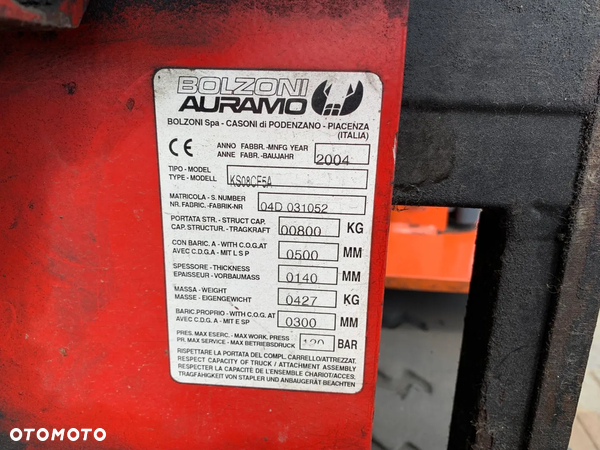 BOLZONI
AURAMO
BOLZONI Spa - CASONI di PODENZANO - PIACENZA
(ITALIA)
CE ANNO FABBR.-MNFG YEAR
ANNE FABR.-BAUJAHR 2004
TIPO - MODEL
TYPE - MODELL KS08CF5A
MATRICOLA - S. NUMBER
NR. FADRIC.-FABRIK-NR 04D 031052
PORTATA STR. - STRUCT CAP.
CAP. STRUCTUR. - TRAGKRAFT 00800 KG
CON BARIC. A - WITH C.O.G.AT
AVEC C.D.G.A - MIT L S P 0500 MM
SPESSORE - THICKNESS
EPAISSEUR - VORBAUMASS 0140 MM
MASSA - WEIGHT
MASSE - EIGENGEWICHT 0427 KG
BARIC.PROPRIO - WITH C.O.G. AT
AVEC C.D.G. A - MIT E SP 0300 MM
PRES. MAX ESERC. - MAX WORK. PRESS
PR. MAX SERVICE - MAX BETRIEBSDRUCK 120 BAR
RISPETTARE LA PORTATA DEL COMPL. CARRELLO/ATTREZZAT.
RESPECT CAPACITY OF TRUCK / ATTACHMENT ASSEMBLY
RESPECTER LA CAPACITE DE L'ENSEMBLE CHARIOT/ACCES.
TRAGFÄHIGKEIT VON STAPLER UND ANBAUGERÄT BEACHTEN
OTOMOTO